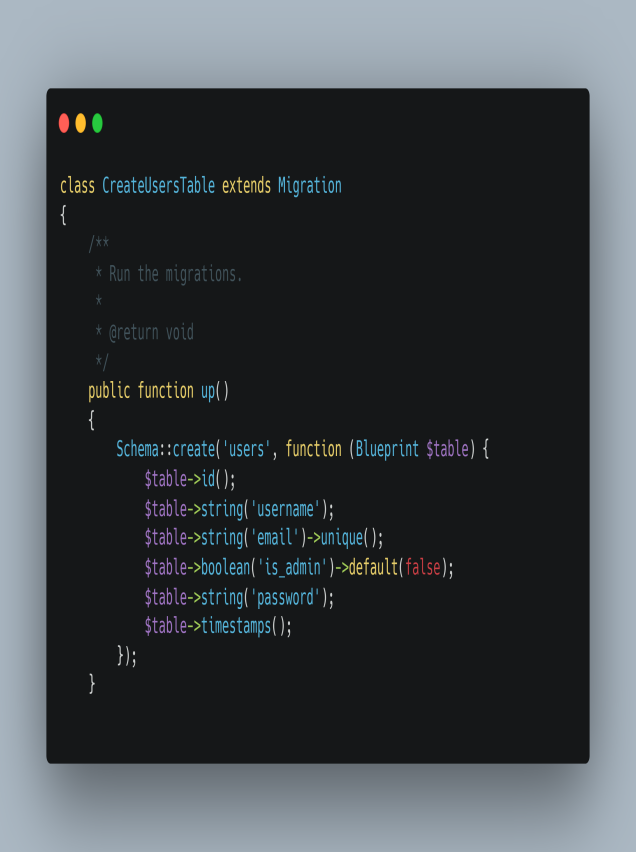 class CreateUsersTable extends Migration
{
    /**
     * Run the migrations.
     *
     * @return void
     */
    public function up()
    {
        Schema::create('users', function (Blueprint $table) {
            $table->id();
            $table->string('username');
            $table->string('email')->unique();
            $table->boolean('is_admin')->default(false);
            $table->string('password');
            $table->timestamps();
        });
    }